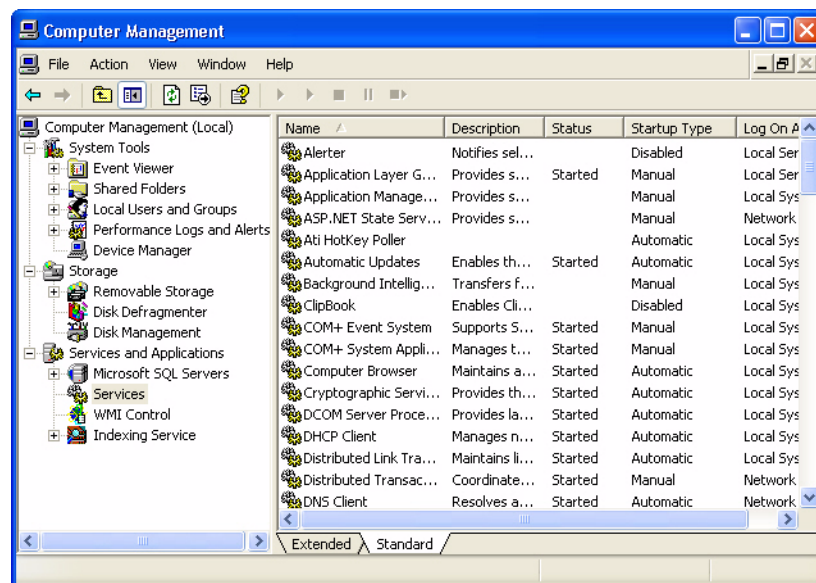 Computer Management
File Action View Window Help
Computer Management (Local)
System Tools
Event Viewer
Shared Folders
Local Users and Groups
Performance Logs and Alerts
Device Manager
Storage
Removable Storage
Disk Defragmenter
Disk Management
Services and Applications
Microsoft SQL Servers
Services
WMI Control
Indexing Service
Name Description Status Startup Type Log On A
Alerter Notifies sel... Disabled Local Ser
Application Layer G... Provides s... Started Manual Local Ser
Application Manage... Provides s... Manual Local Sys
ASP.NET State Serv... Provides s... Manual Network
Ati HotKey Poller Automatic Local Sys
Automatic Updates Enables th... Started Automatic Local Sys
Background Intellig... Transfers f... Manual Local Sys
ClipBook Enables Cli... Disabled Local Sys
COM+ Event System Supports S... Started Manual Local Sys
COM+ System Appli... Manages t... Started Manual Local Sys
Computer Browser Maintains a... Started Automatic Local Sys
Cryptographic Servi... Provides th... Started Automatic Local Sys
DCOM Server Proce... Provides la... Started Automatic Local Sys
DHCP Client Manages n... Started Automatic Local Sys
Distributed Link Tra... Maintains li... Started Automatic Local Sys
Distributed Transac... Coordinate... Started Manual Network
DNS Client Resolves a... Started Automatic Network
Extended Standard